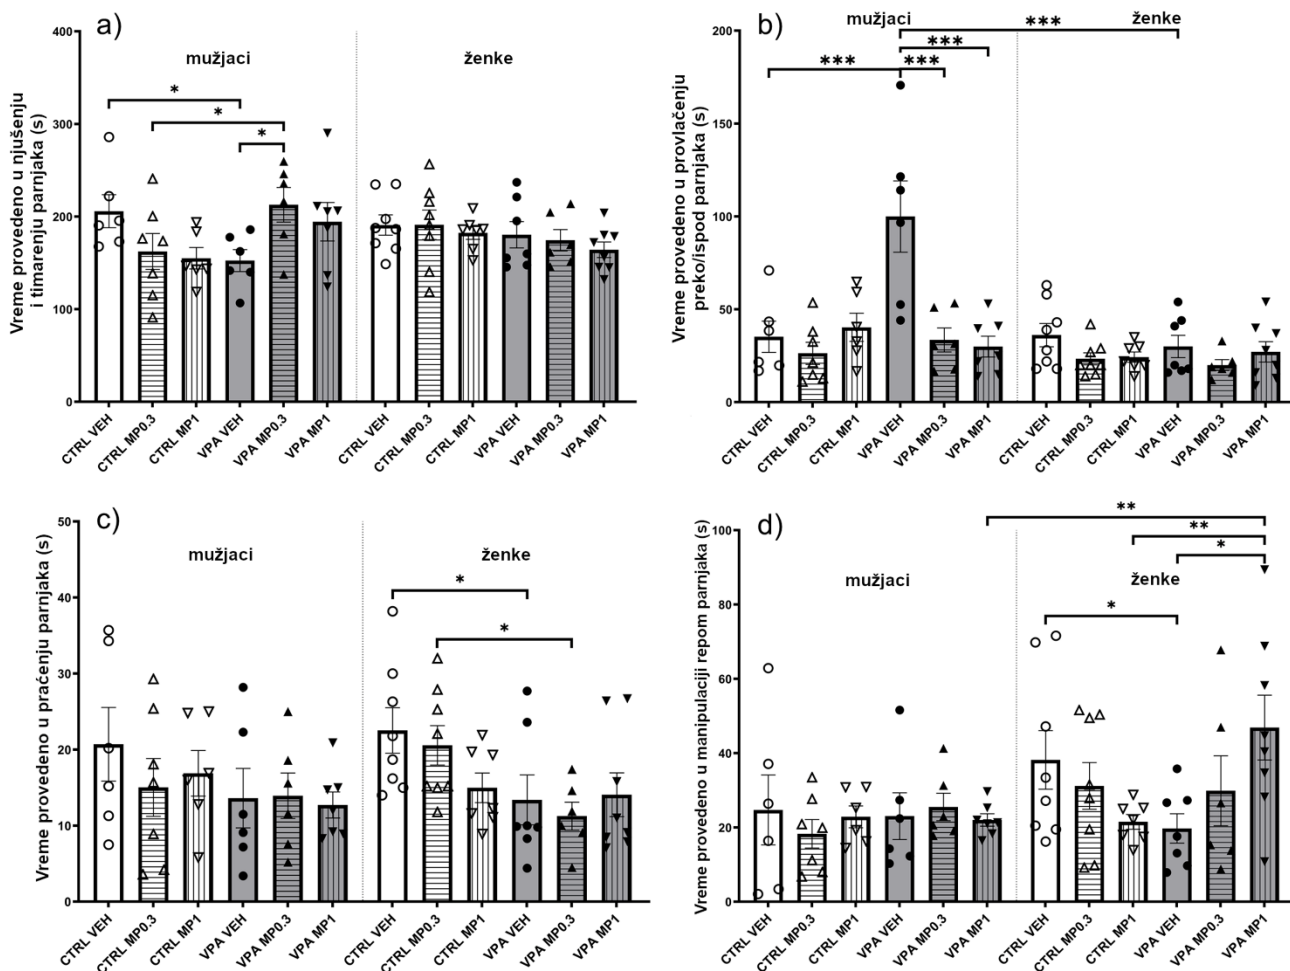 a)
Vreme provedeno u njušenju
i timarenju parnjaka (s)
400
300
200
100
0
mužjaci
ženke
*
*
*
CTRL VEH
CTRL MP0.3
CTRL MP1
VPA VEH
VPA MP0.3
VPA MP1
CTRL VEH
CTRL MP0.3
CTRL MP1
VPA VEH
VPA MP0.3
VPA MP1
b)
Vreme provedeno u provlačenju
preko/ispod parnjaka (s)
200
150
100
50
0
mužjaci
ženke
***
***
***
***
CTRL VEH
CTRL MP0.3
CTRL MP1
VPA VEH
VPA MP0.3
VPA MP1
CTRL VEH
CTRL MP0.3
CTRL MP1
VPA VEH
VPA MP0.3
VPA MP1
c)
Vreme provedeno u praćenju parnjaka (s)
50
40
30
20
10
0
mužjaci
ženke
*
*
CTRL VEH
CTRL MP0.3
CTRL MP1
VPA VEH
VPA MP0.3
VPA MP1
CTRL VEH
CTRL MP0.3
CTRL MP1
VPA VEH
VPA MP0.3
VPA MP1
d)
Vreme provedeno u manipulaciji repom parnjaka (s)
100
80
60
40
20
0
mužjaci
ženke
**
**
*
*
CTRL VEH
CTRL MP0.3
CTRL MP1
VPA VEH
VPA MP0.3
VPA MP1
CTRL VEH
CTRL MP0.3
CTRL MP1
VPA VEH
VPA MP0.3
VPA MP1